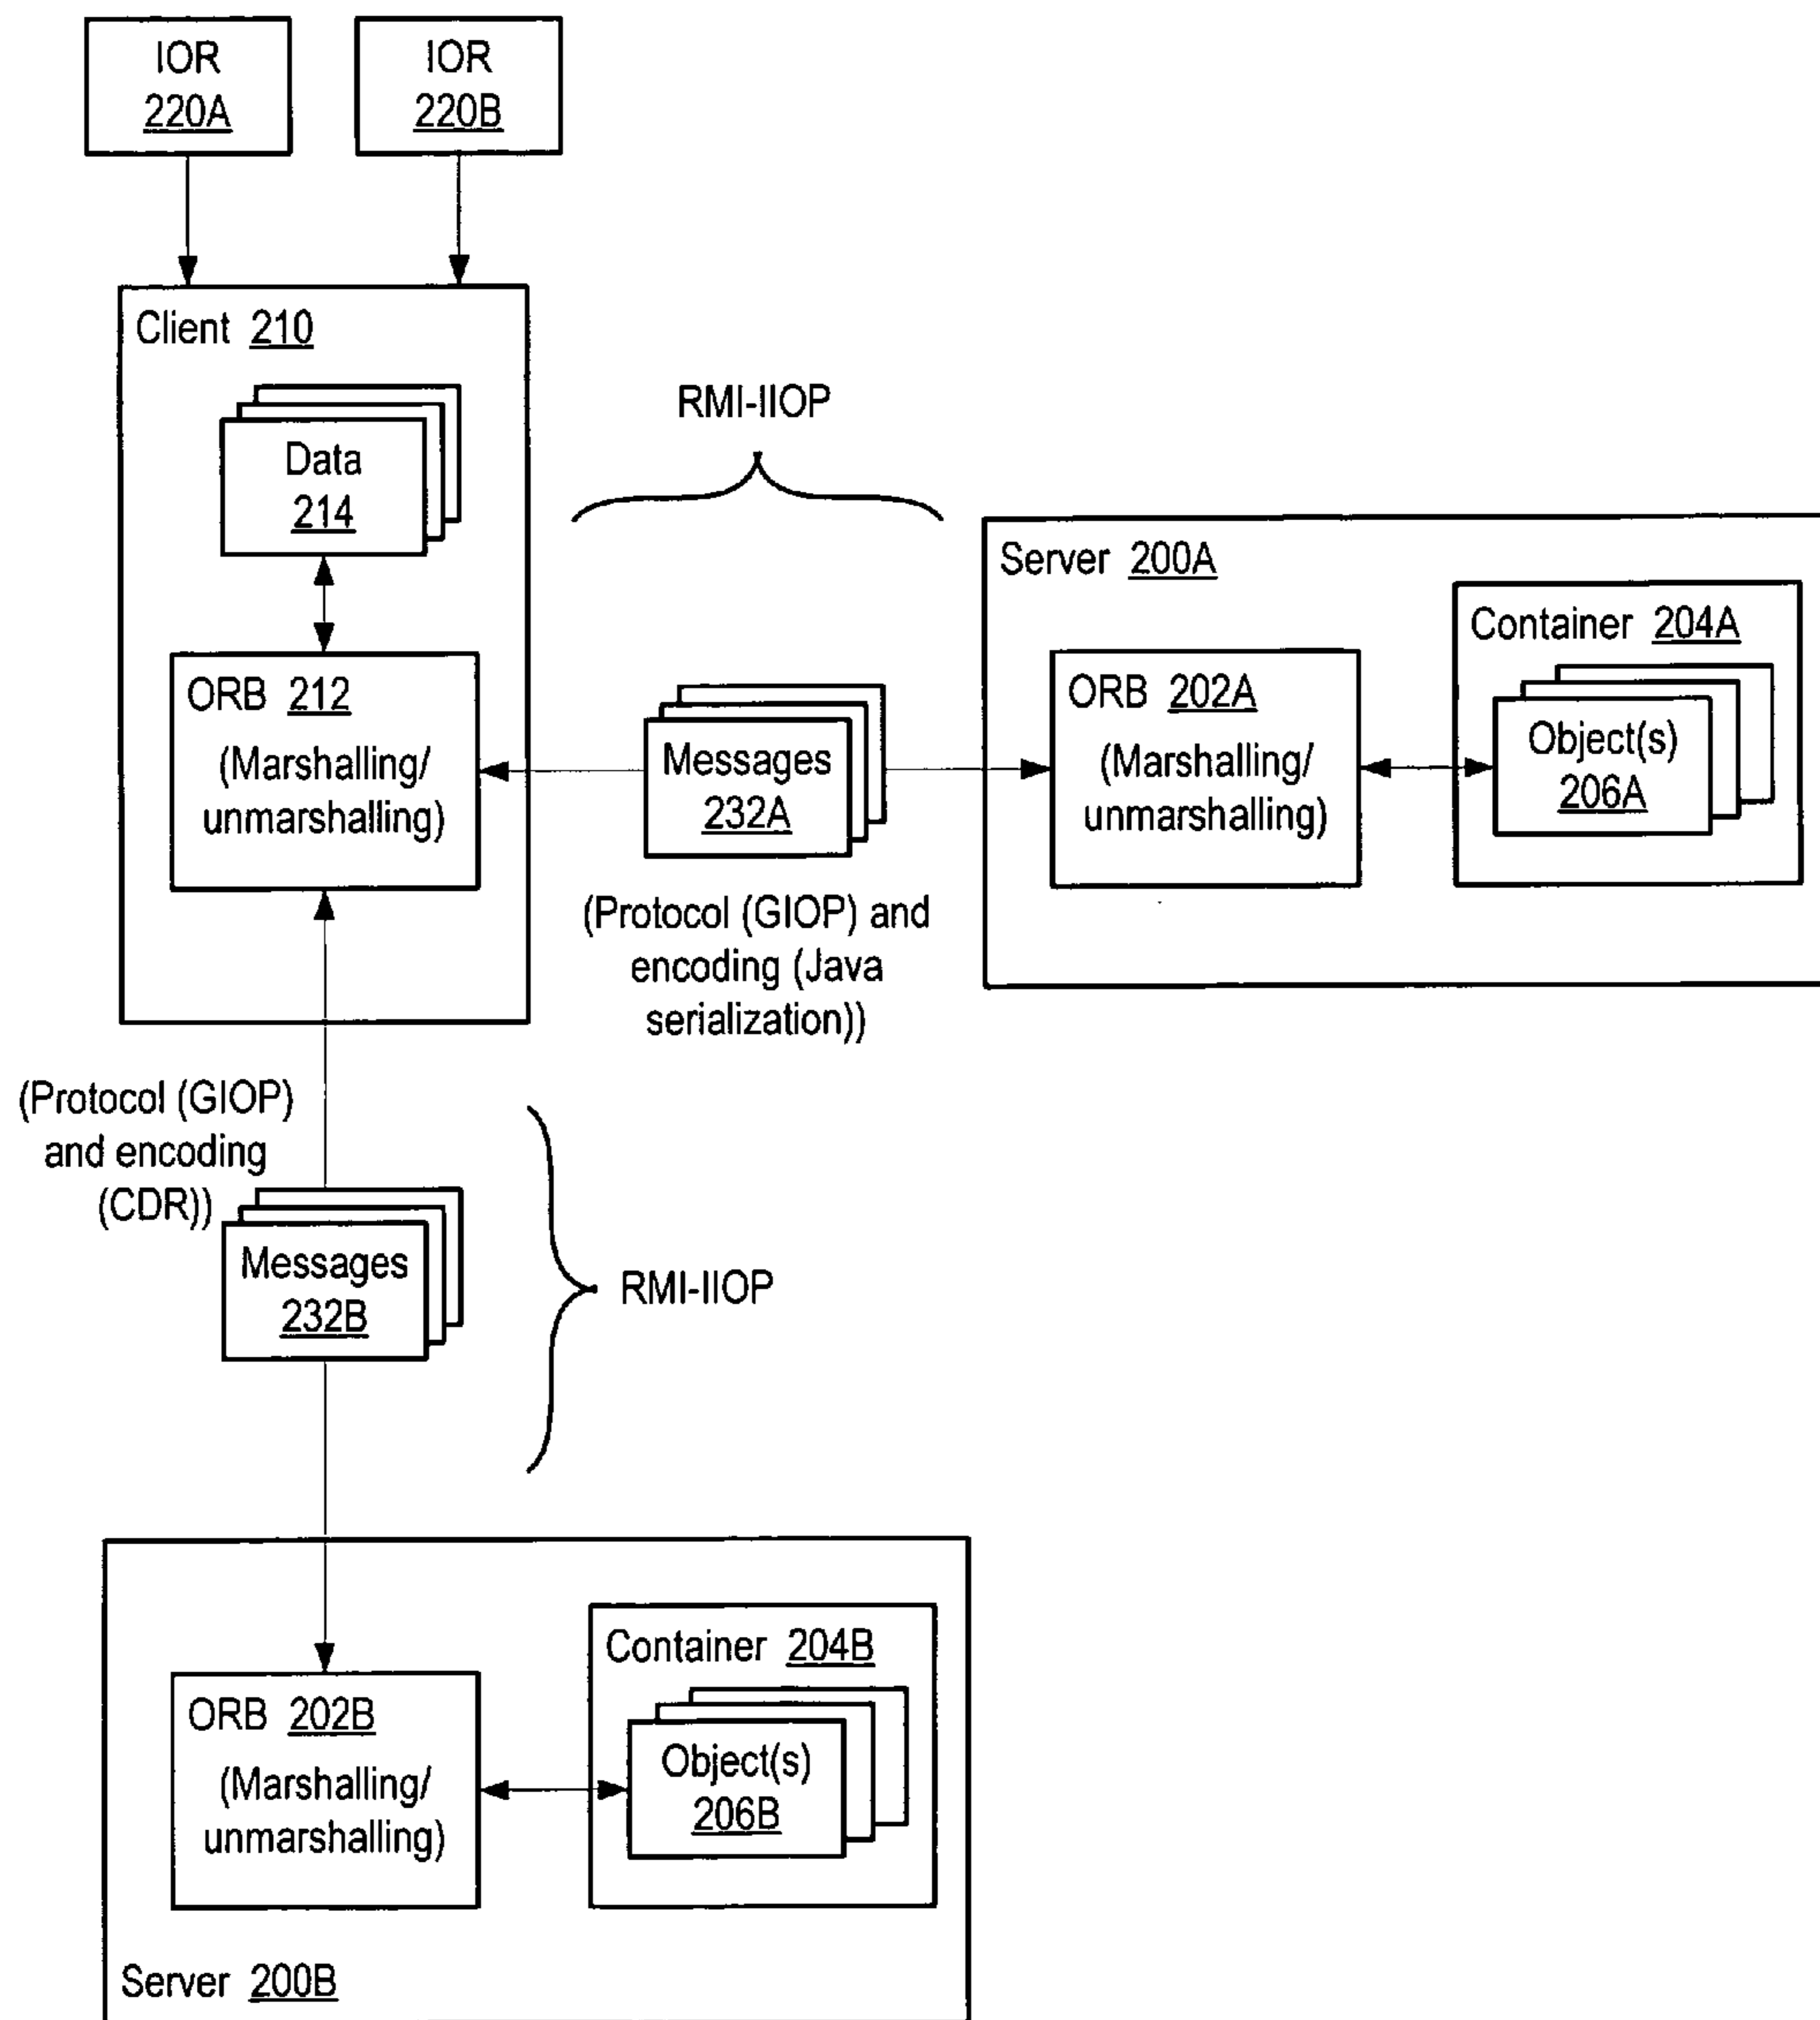 IOR
220A
IOR
220B
Client 210
Data
214
ORB 212
(Marshalling/
unmarshalling)
RMI-IIOP
Messages
232A
(Protocol (GIOP) and
encoding (Java
serialization))
Server 200A
ORB 202A
(Marshalling/
unmarshalling)
Container 204A
Object(s)
206A
(Protocol (GIOP)
and encoding
(CDR))
Messages
232B
RMI-IIOP
ORB 202B
(Marshalling/
unmarshalling)
Container 204B
Object(s)
206B
Server 200B